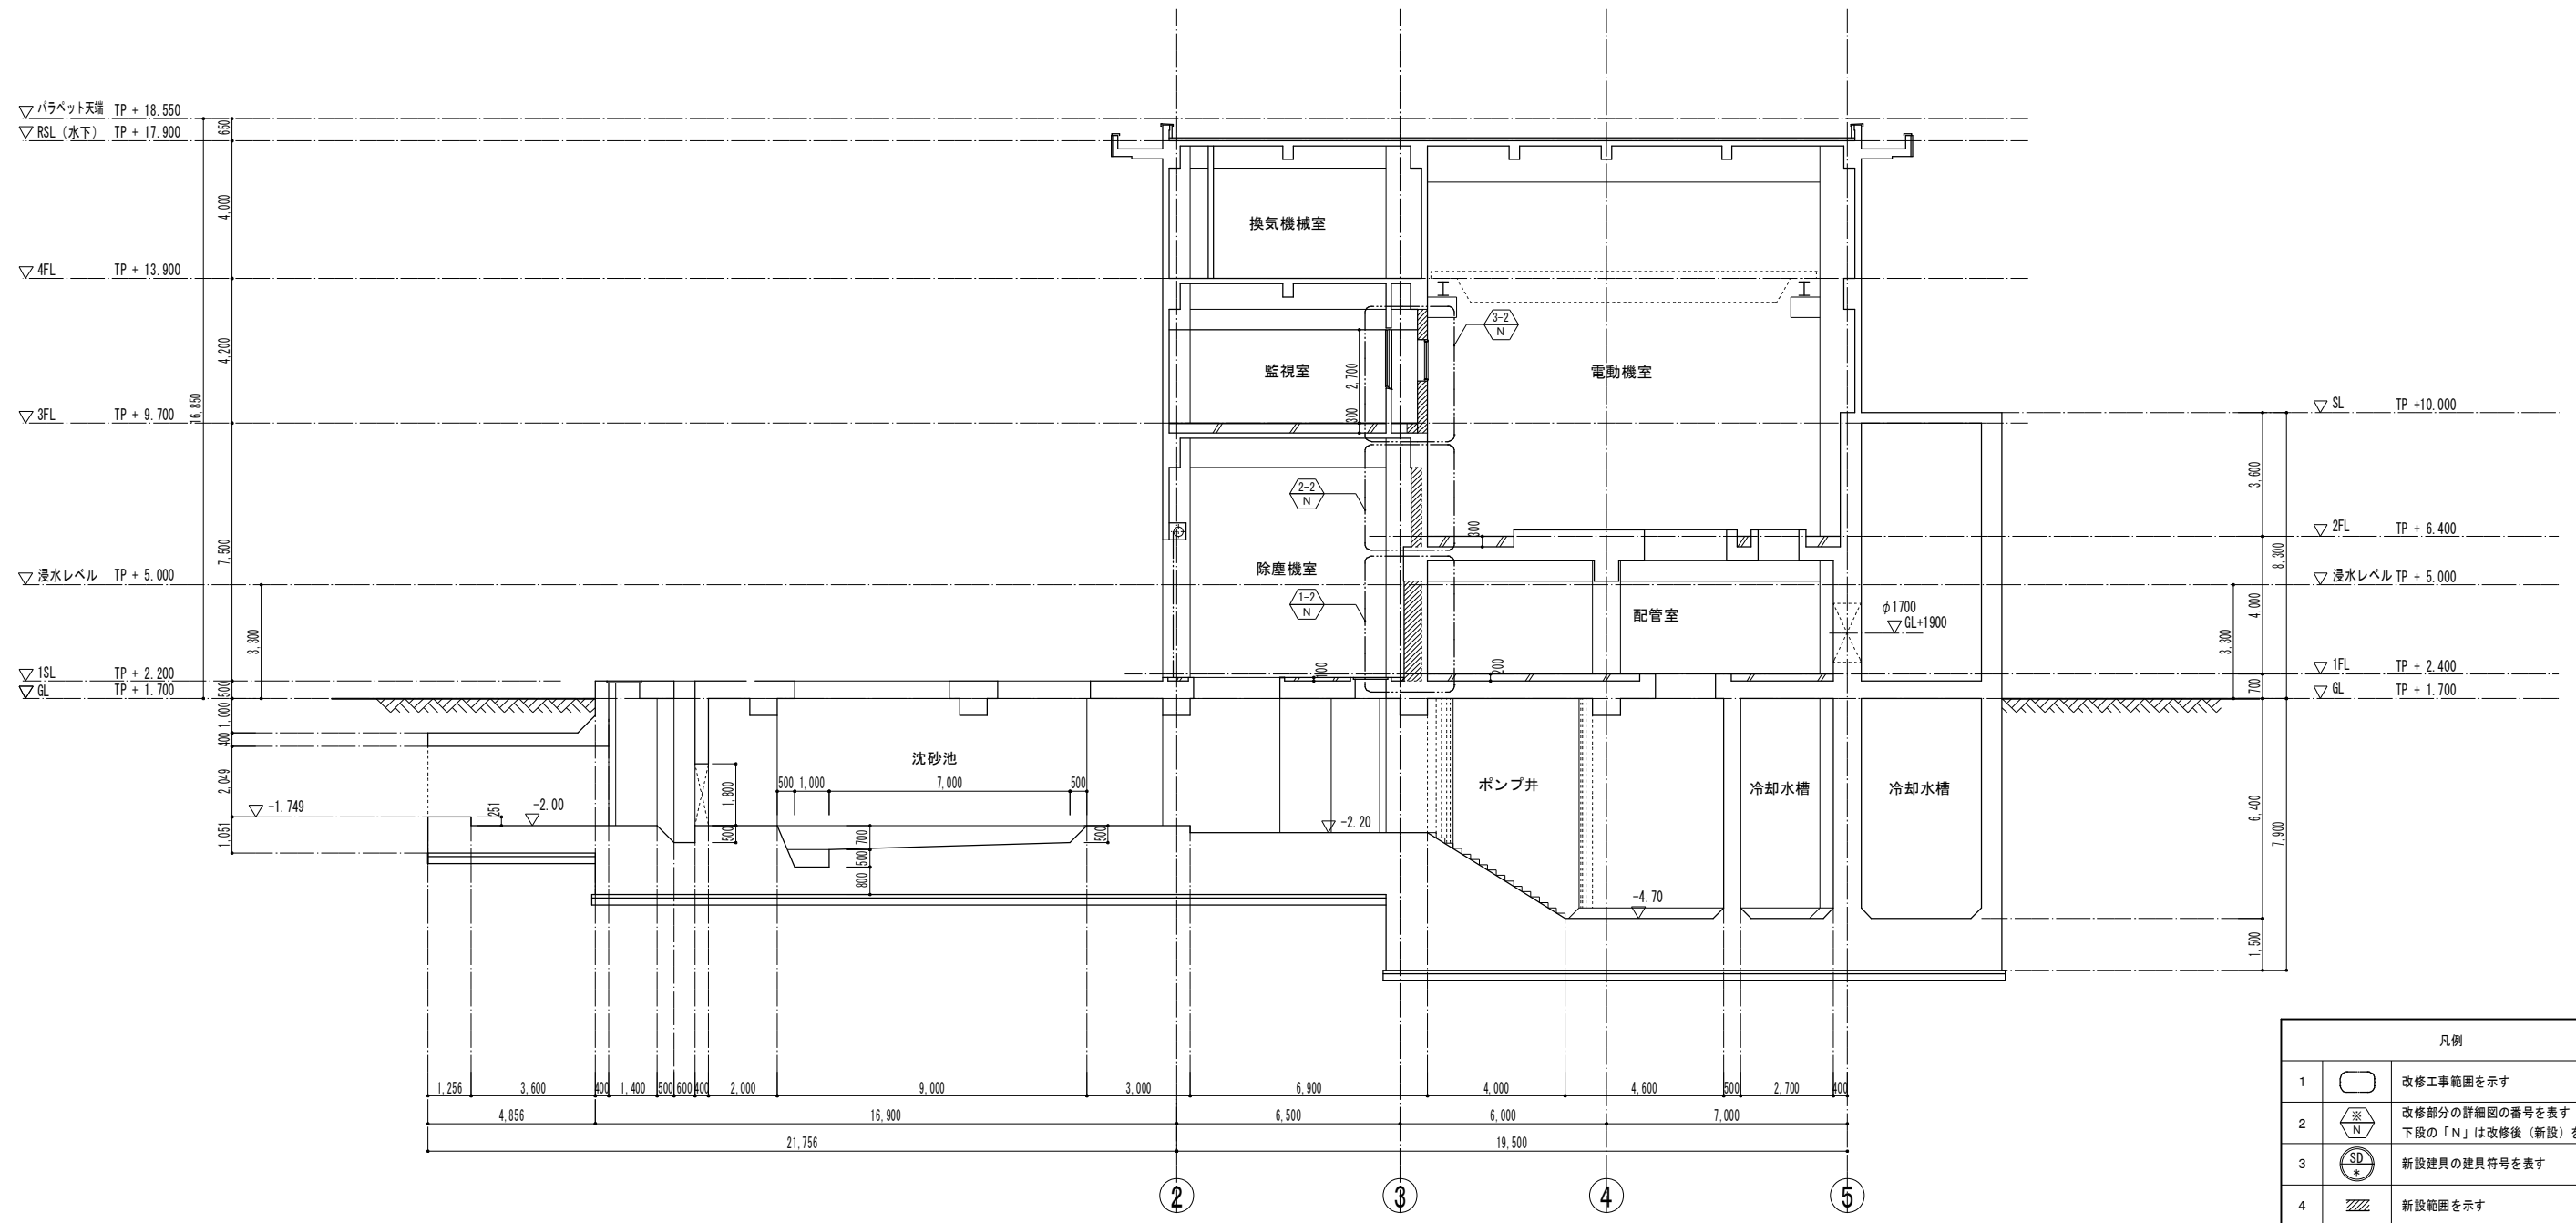 パラペット天端 TP + 18.550
RSL（水下） TP + 17.900
4FL TP + 13.900
3FL TP + 9.700
浸水レベル TP + 5.000
1SL TP + 2.200
GL TP + 1.700
650
4,000
4,200
16,850
7,500
3,300
500
1,000
400
2,049
1,051
-1.749
251
-2.00
換気機械室
監視室
2,700
300
電動機室
3-2
N
2-2
N
除塵機室
1-2
N
300
配管室
φ1700
GL+1900
100
200
SL TP +10.000
2FL TP + 6.400
浸水レベル TP + 5.000
1FL TP + 2.400
GL TP + 1.700
3,600
8,300
4,000
3,300
700
6,400
7,900
1,500
沈砂池
500 1,000 7,000 500
1,800
500
700
500
800
500
-2.20
ポンプ井
-4.70
冷却水槽
冷却水槽
1,256 3,600 400 1,400 500 600 400 2,000 9,000 3,000 6,900 4,000 4,600 500 2,700 400
4,856 16,900 6,500 6,000 7,000
21,756 19,500
2 3 4 5
凡例
1 改修工事範囲を示す
2 ※ N 改修部分の詳細図の番号を表す
下段の「N」は改修後（新設）を
3 SD * 新設建具の建具符号を表す
4 新設範囲を示す